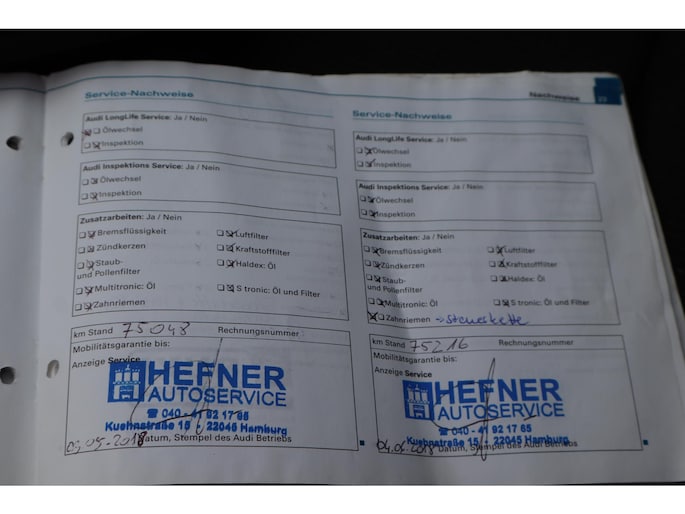 Service-Nachweise
Audi LongLife Service: Ja / Nein
Ölwechsel
Inspektion
Audi Inspektions Service: Ja / Nein
Ölwechsel
Inspektion
Zusatzarbeiten: Ja / Nein
Bremsflüssigkeit
Luftfilter
Zündkerzen
Kraftstofffilter
Staub-
und Pollenfilter
Haldex: Öl
Multitronic: Öl
S tronic: Öl und Filter
Zahnriemen
km Stand 75048 Rechnungsnummer
Mobilitätsgarantie bis:
Anzeige Service
HEFNER
AUTOSERVICE
☎ 040 - 41 92 17 65
Kuehnstraße 15 · 22045 Hamburg
Datum, Stempel des Audi Betriebs
Nachweise
Service-Nachweise
Audi LongLife Service: Ja / Nein
Ölwechsel
Inspektion
Audi Inspektions Service: Ja / Nein
Ölwechsel
Inspektion
Zusatzarbeiten: Ja / Nein
Bremsflüssigkeit
Luftfilter
Zündkerzen
Kraftstofffilter
Staub-
und Pollenfilter
Haldex: Öl
Multitronic: Öl
S tronic: Öl und Filter
Zahnriemen → Steuerkette
km Stand 75216 Rechnungsnummer
Mobilitätsgarantie bis:
Anzeige Service
HEFNER
AUTOSERVICE
☎ 040 - 41 92 17 65
Kuehnstraße 15 · 22045 Hamburg
Datum, Stempel des Audi Betriebs